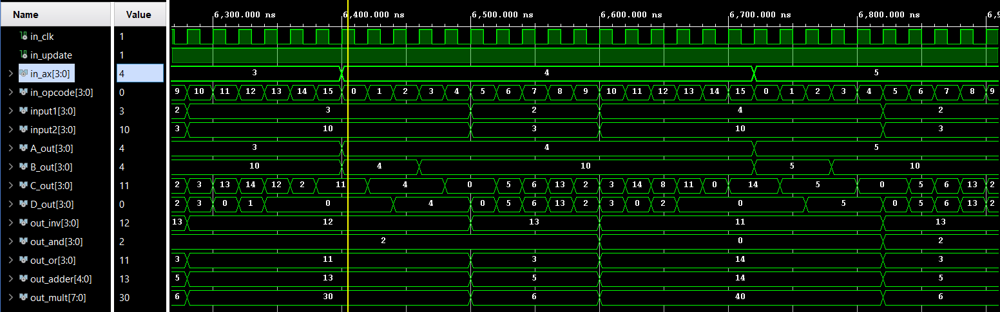 Name Value 6,300.000 ns 6,400.000 ns 6,500.000 ns 6,600.000 ns 6,700.000 ns 6,800.000 ns 6,9
in_clk 1
in_update 1
in_ax[3:0] 4 3 4 5
in_opcode[3:0] 0 9 10 11 12 13 14 15 0 1 2 3 4 5 6 7 8 9 10 11 12 13 14 15 0 1 2 3 4 5 6 7 8 9
input1[3:0] 3 2 3 2 4 2
input2[3:0] 10 3 10 3 10 3
A_out[3:0] 4 3 4 5
B_out[3:0] 4 10 4 10 5 10
C_out[3:0] 11 2 3 13 14 12 2 11 4 0 5 6 13 2 3 14 8 11 0 14 5 0 5 6 13 2
D_out[3:0] 0 2 3 0 1 0 4 0 5 6 13 2 3 0 2 0 5 0 5 6 13 2
out_inv[3:0] 12 13 12 13 11 13
out_and[3:0] 2 2 0 2
out_or[3:0] 11 3 11 3 14 3
out_adder[4:0] 13 5 13 5 14 5
out_mult[7:0] 30 6 30 6 40 6